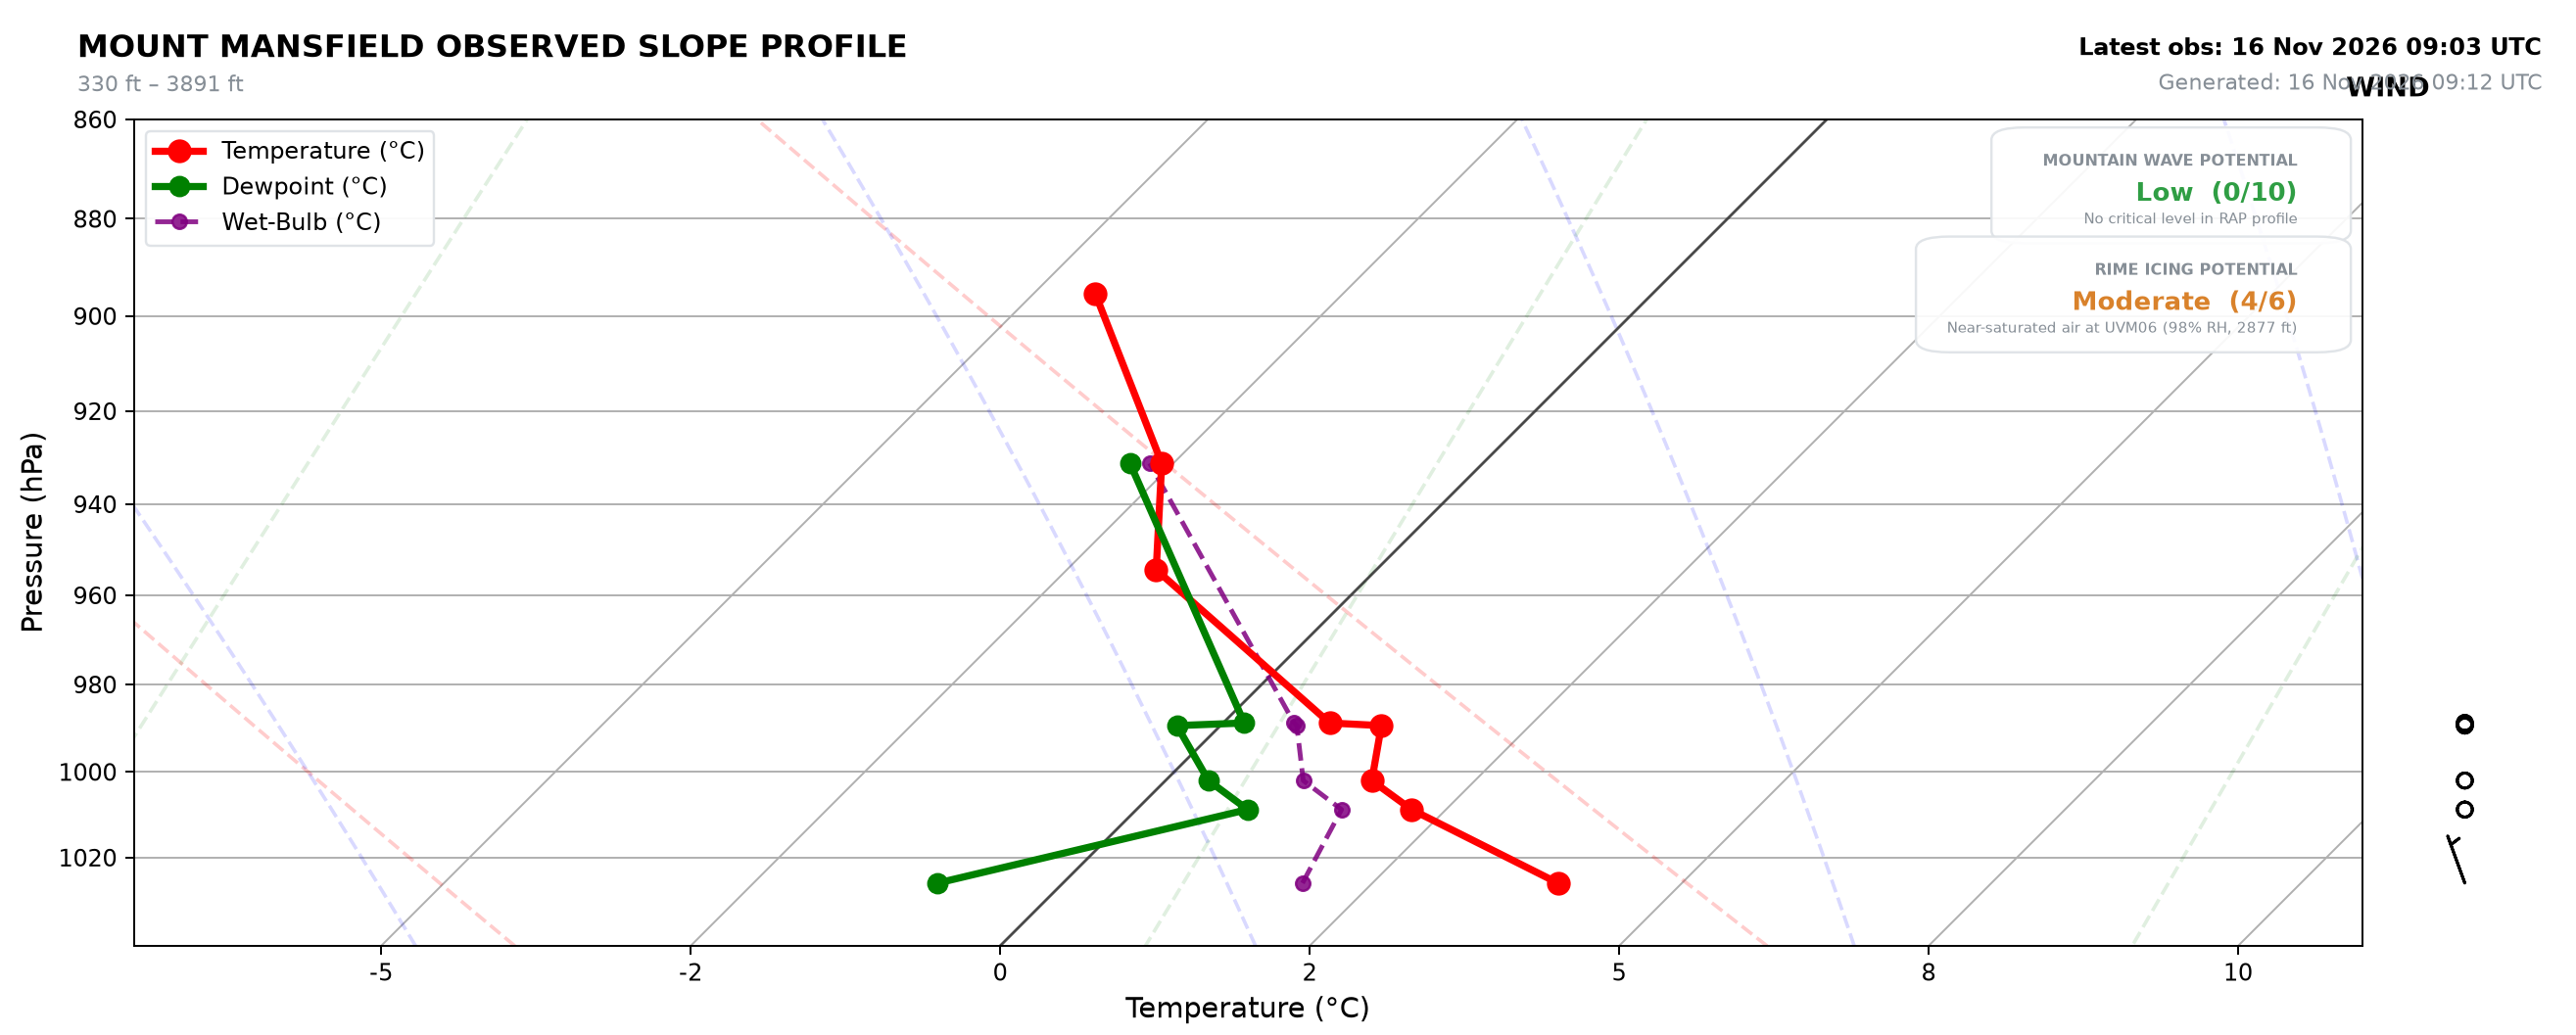 MOUNT MANSFIELD OBSERVED SLOPE PROFILE
330 ft – 3891 ft
Latest obs: 16 Nov 2026 09:03 UTC
Generated: 16 Nov 2026 09:12 UTC
WIND
Temperature (°C)
Dewpoint (°C)
Wet-Bulb (°C)
MOUNTAIN WAVE POTENTIAL
Low (0/10)
No critical level in RAP profile
RIME ICING POTENTIAL
Moderate (4/6)
Near-saturated air at UVM06 (98% RH, 2877 ft)
Pressure (hPa)
860
880
900
920
940
960
980
1000
1020
-5 -2 0 2 5 8 10
Temperature (°C)